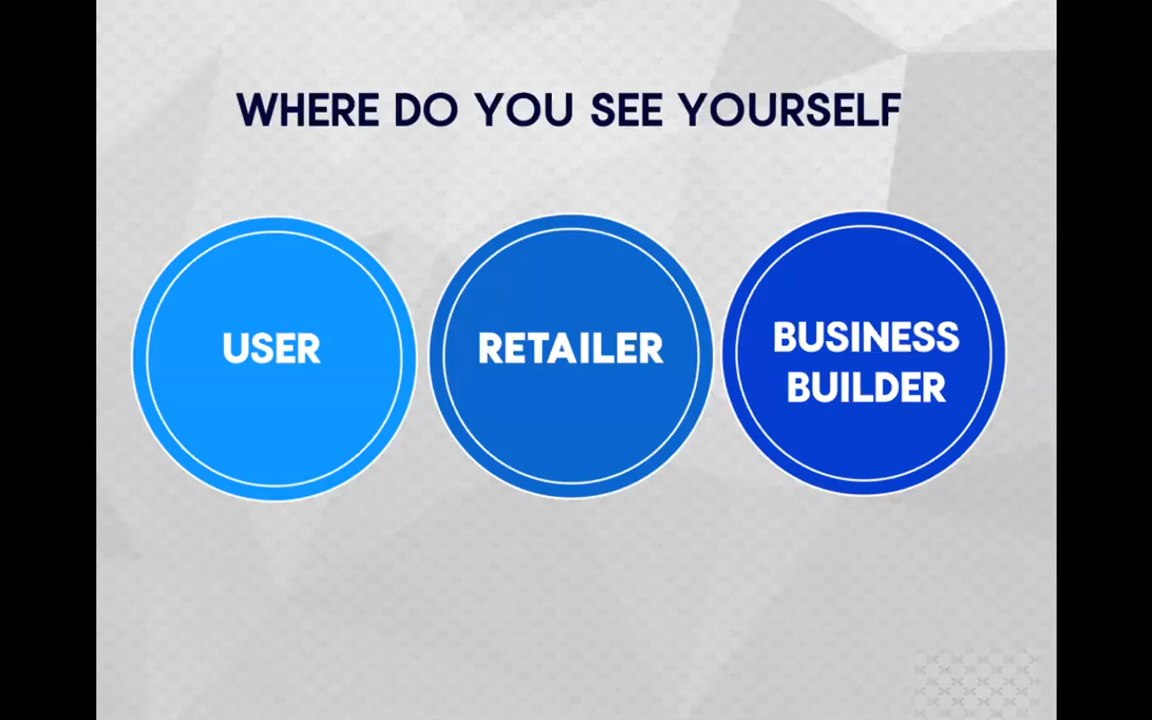 WHERE DO YOU SEE YOURSELF
USER
RETAILER
BUSINESS
BUILDER